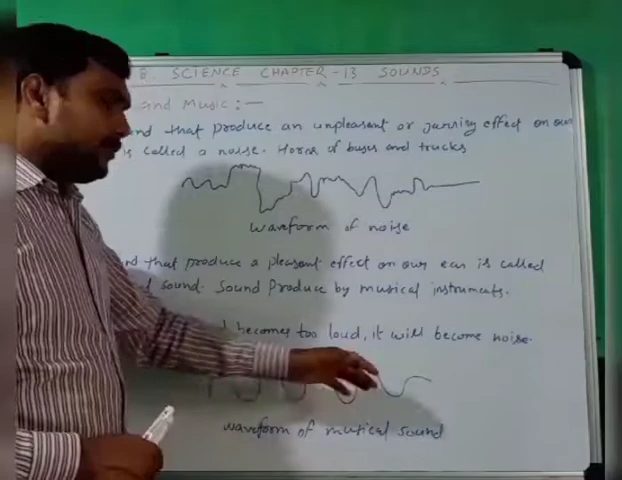 B. SCIENCE CHAPTER - 13 SOUNDS
and Music :-
nd that produce an unpleasant or jarring effect on our
is called a noise. Horns of buses and trucks
waveform of noise
nd that produce a pleasant effect on our ear is called
sound. Sound Produce by musical instruments.
becomes too loud, it will become noise.
waveform of musical sound